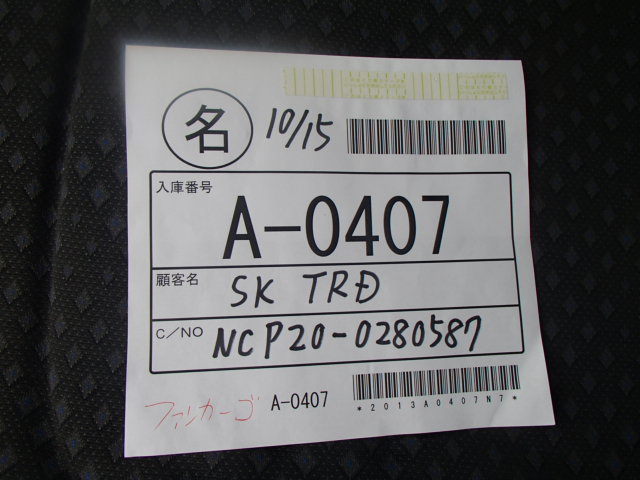 名 10/15
入庫番号
A-0407
顧客名 SK TRD
C/NO NCP20-0280587
ファンカーゴ A-0407
*2013A0407N7*